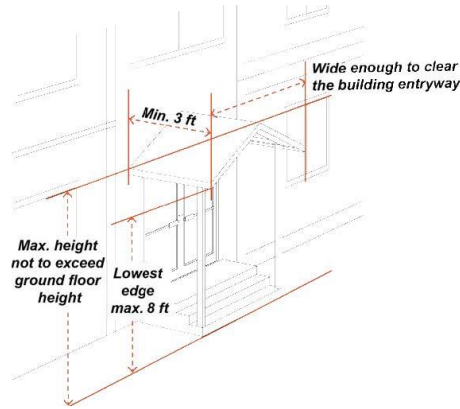 Wide enough to clear
the building entryway
Min. 3 ft
Max. height
not to exceed
ground floor
height
Lowest
edge
max. 8 ft